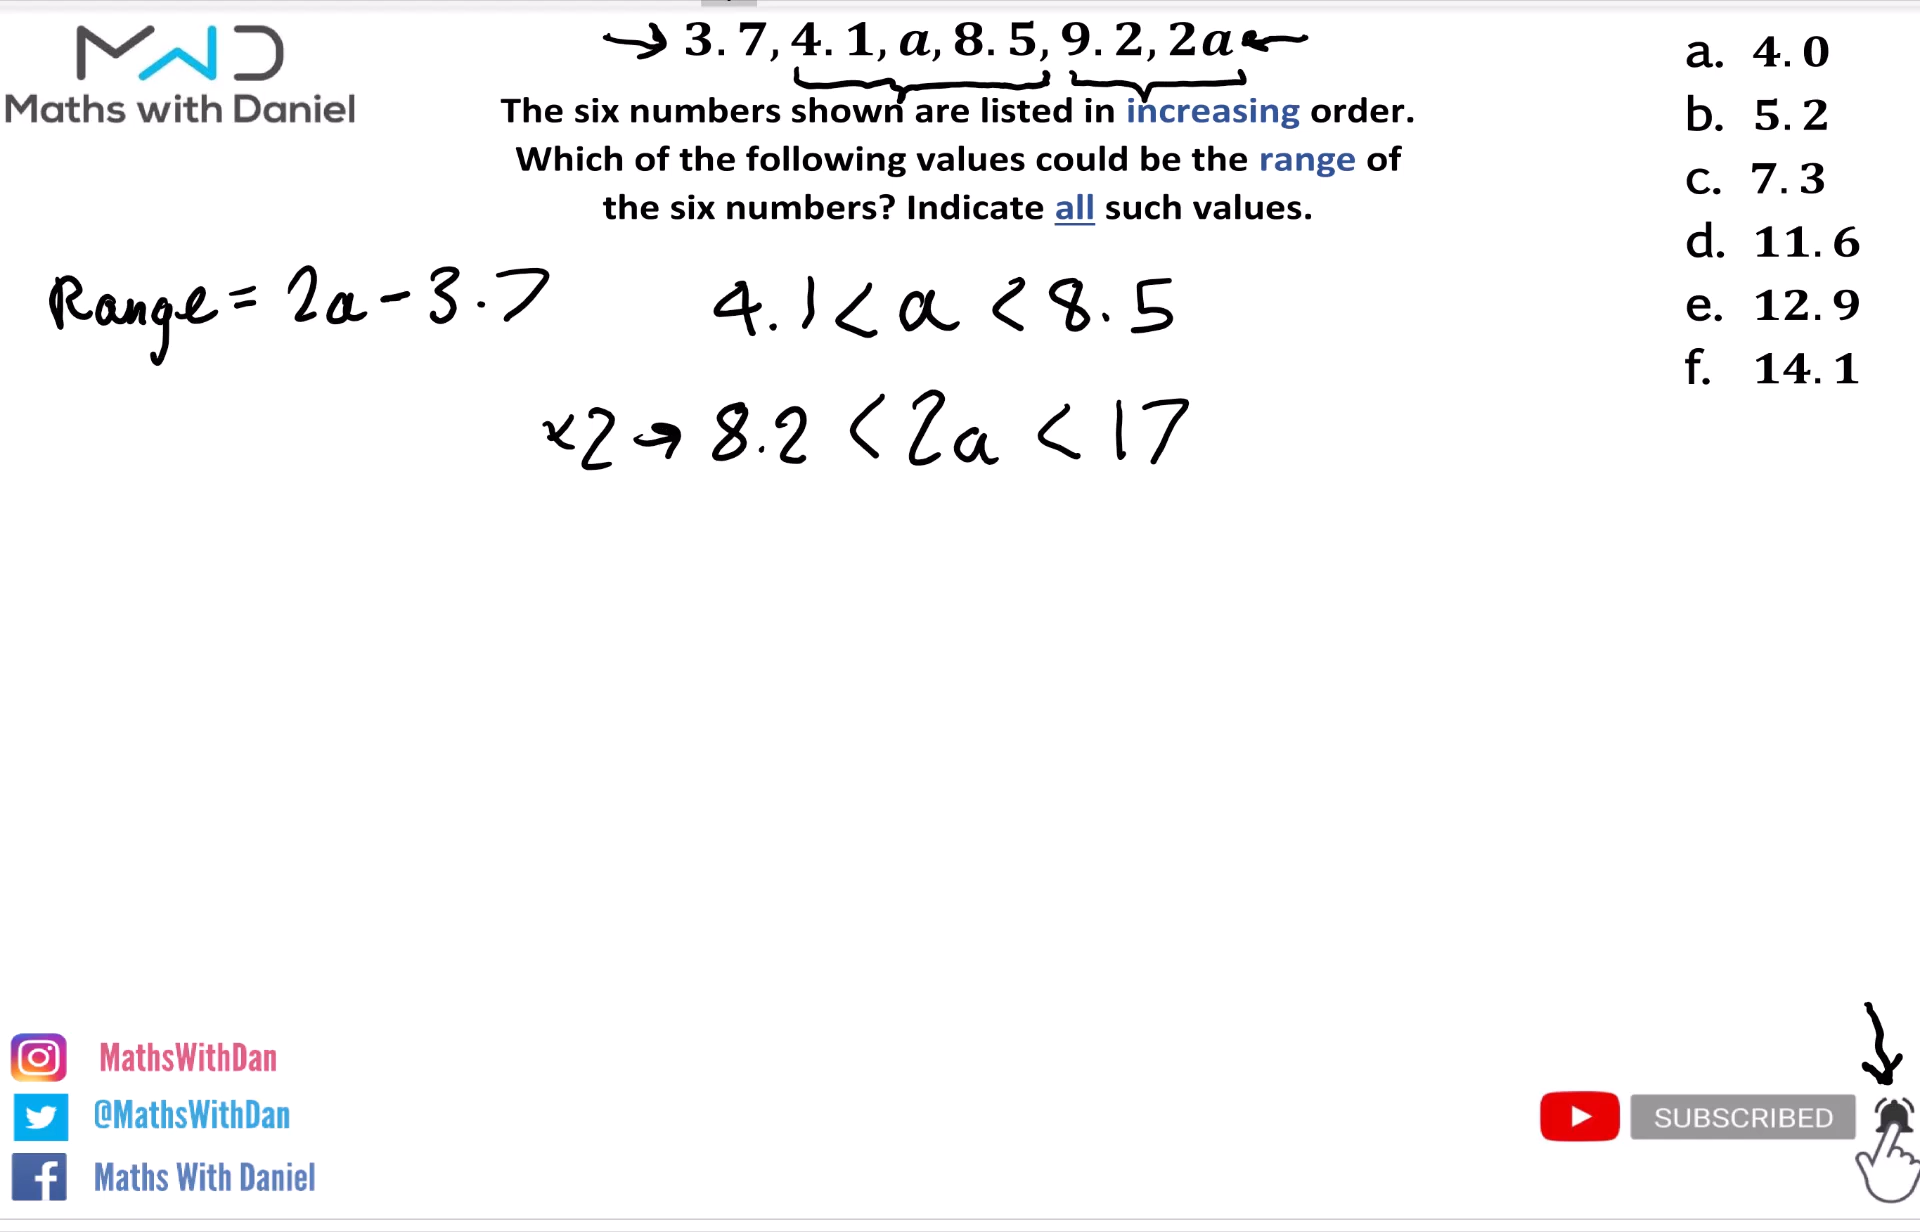 MWD
Maths with Daniel
→ 3.7, 4.1, a, 8.5, 9.2, 2a ←
The six numbers shown are listed in increasing order.
Which of the following values could be the range of
the six numbers? Indicate all such values.
a. 4.0
b. 5.2
c. 7.3
d. 11.6
e. 12.9
f. 14.1
Range = 2a - 3.7
4.1 < a < 8.5
×2 → 8.2 < 2a < 17
MathsWithDan
@MathsWithDan
Maths With Daniel
SUBSCRIBED